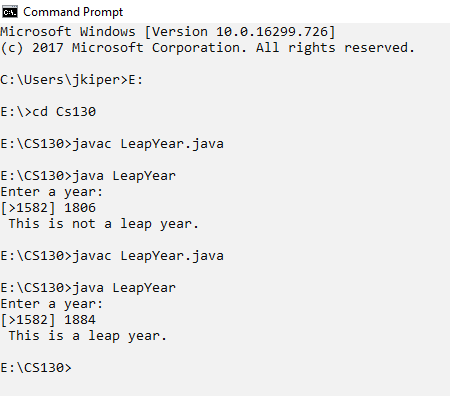 Command Prompt
Microsoft Windows [Version 10.0.16299.726]
(c) 2017 Microsoft Corporation. All rights reserved.
C:\Users\jkiper>E:
E:\>cd Cs130
E:\CS130>javac LeapYear.java
E:\CS130>java LeapYear
Enter a year:
[>1582] 1806
 This is not a leap year.
E:\CS130>javac LeapYear.java
E:\CS130>java LeapYear
Enter a year:
[>1582] 1884
 This is a leap year.
E:\CS130>